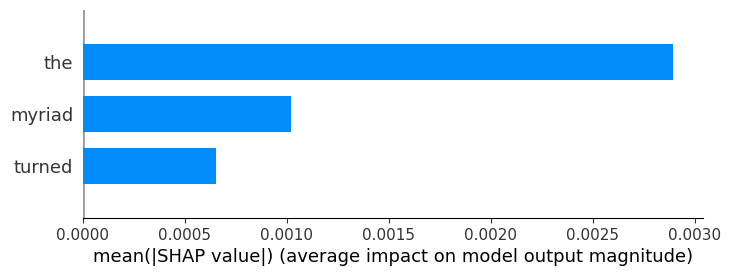 the
myriad
turned
0.0000 0.0005 0.0010 0.0015 0.0020 0.0025 0.0030
mean(|SHAP value|) (average impact on model output magnitude)